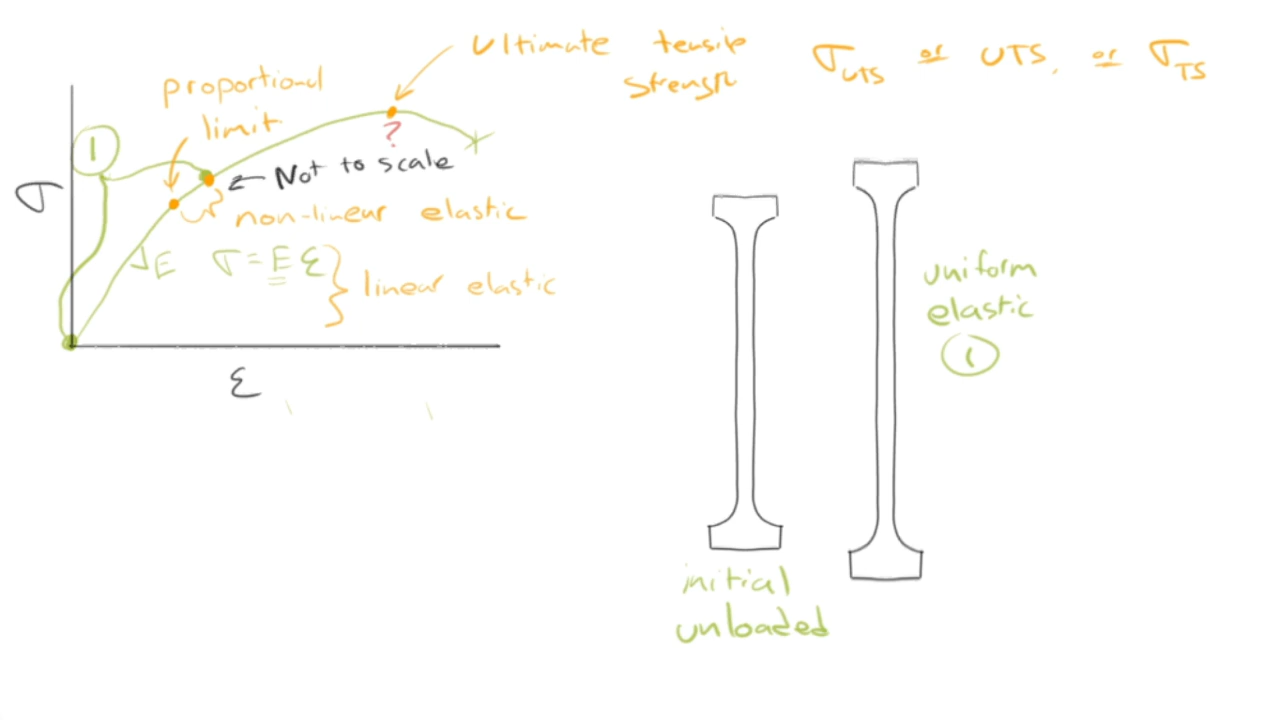 ultimate tensile
strength
σ_UTS or UTS, or σ_TS
proportional
limit
1
?
← Not to scale
σ
non-linear elastic
E σ = E ε } linear elastic
ε
uniform
elastic
1
initial
unloaded